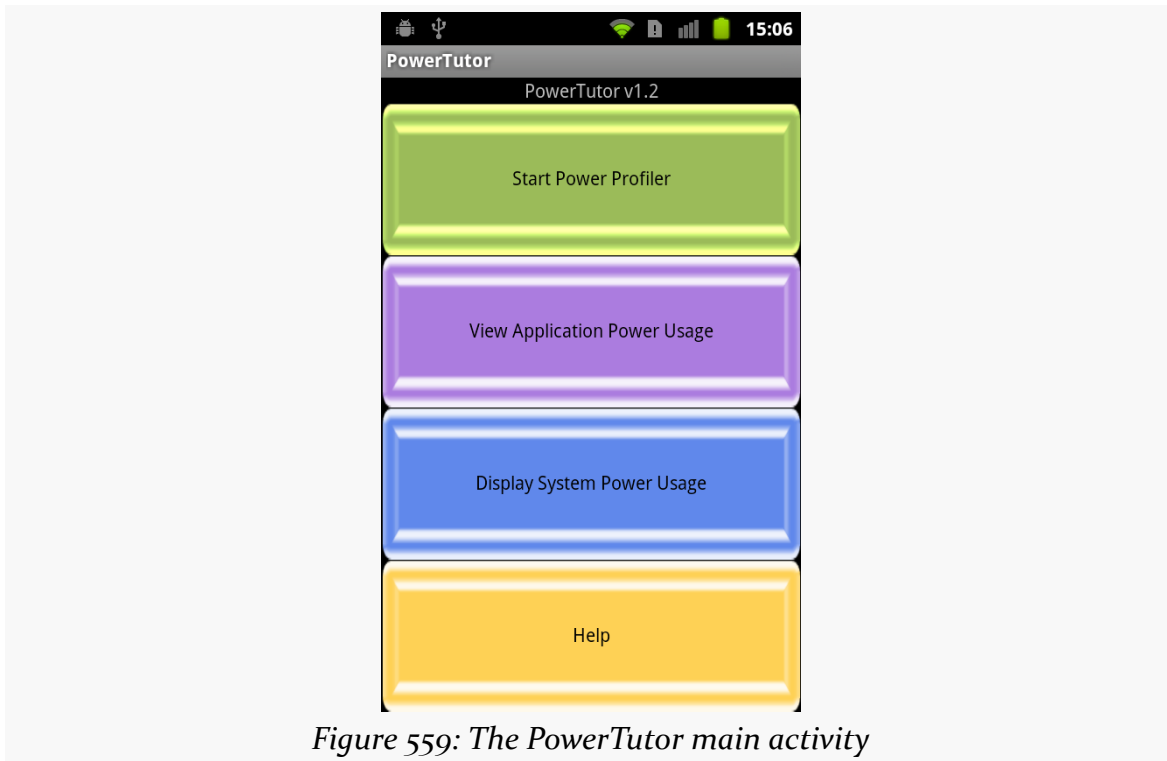 15:06
PowerTutor
PowerTutor v1.2
Start Power Profiler
View Application Power Usage
Display System Power Usage
Help
Figure 559: The PowerTutor main activity